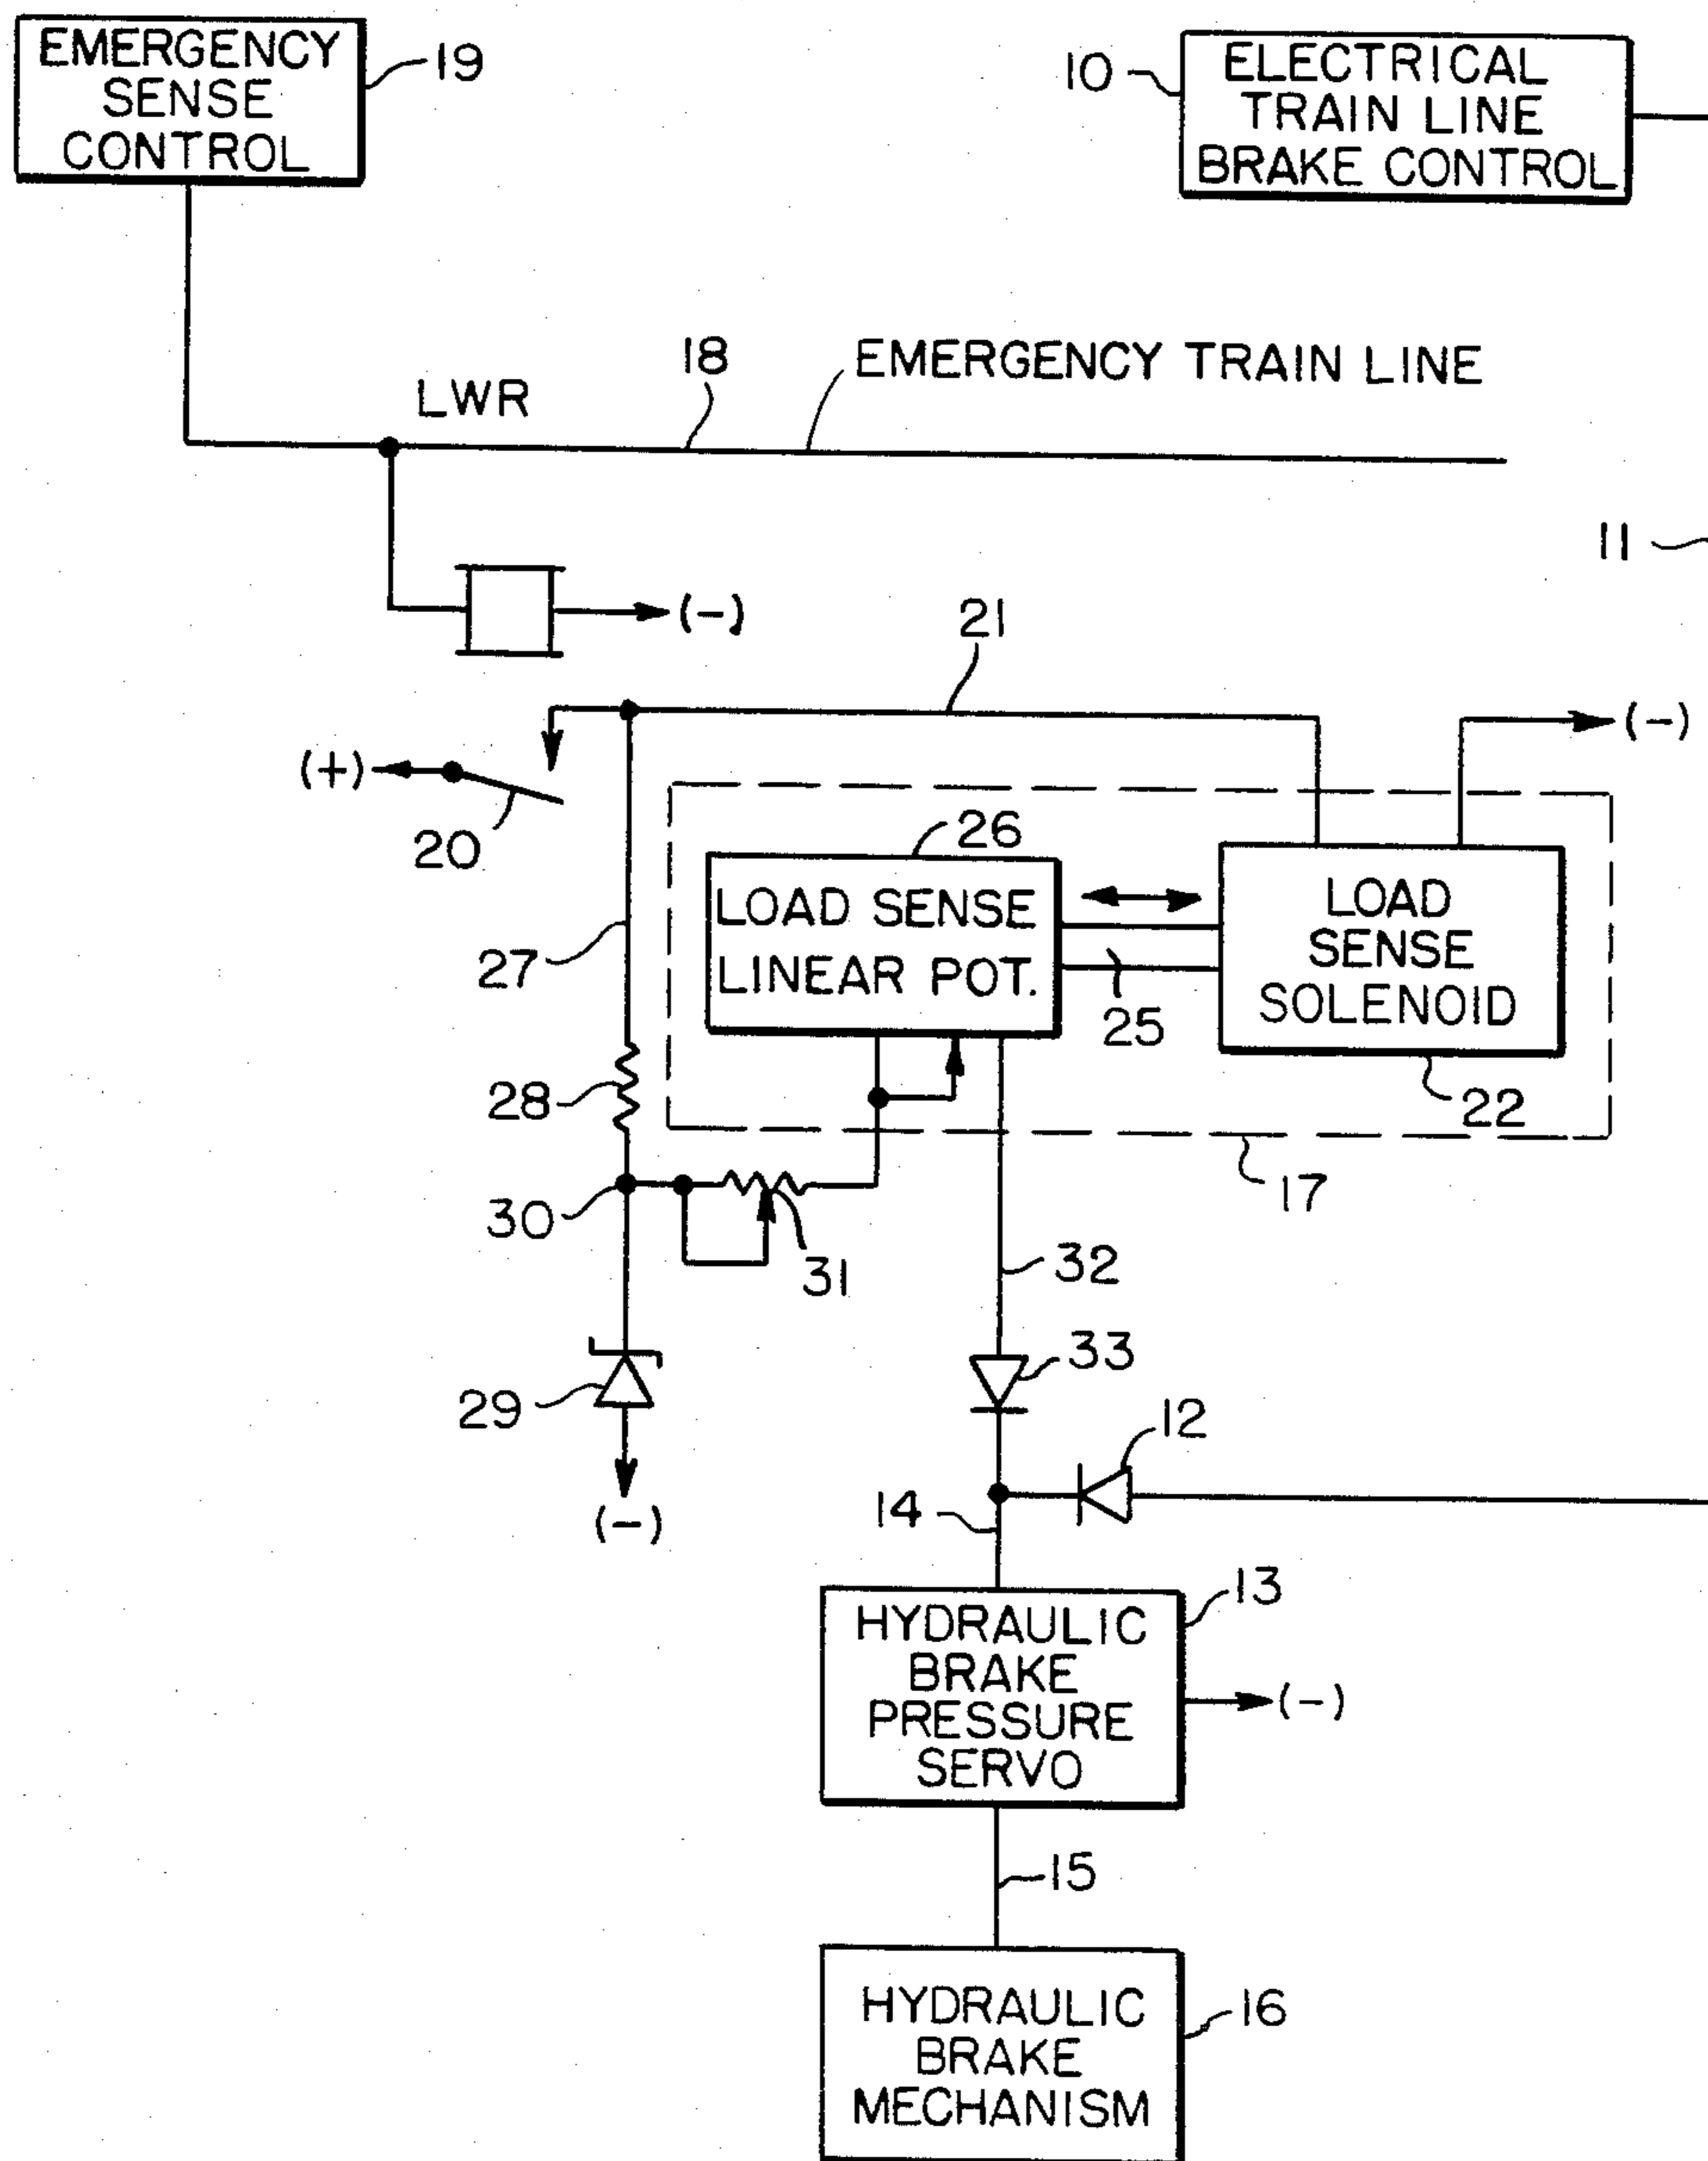 EMERGENCY
SENSE
CONTROL
19
10
ELECTRICAL
TRAIN LINE
BRAKE CONTROL
LWR
18
EMERGENCY TRAIN LINE
11
(-)
21
(+)
20
(-)
26
LOAD SENSE
LINEAR POT.
25
LOAD
SENSE
SOLENOID
22
27
28
17
30
31
32
33
29
(-)
12
14
13
HYDRAULIC
BRAKE
PRESSURE
SERVO
(-)
15
HYDRAULIC
BRAKE
MECHANISM
16